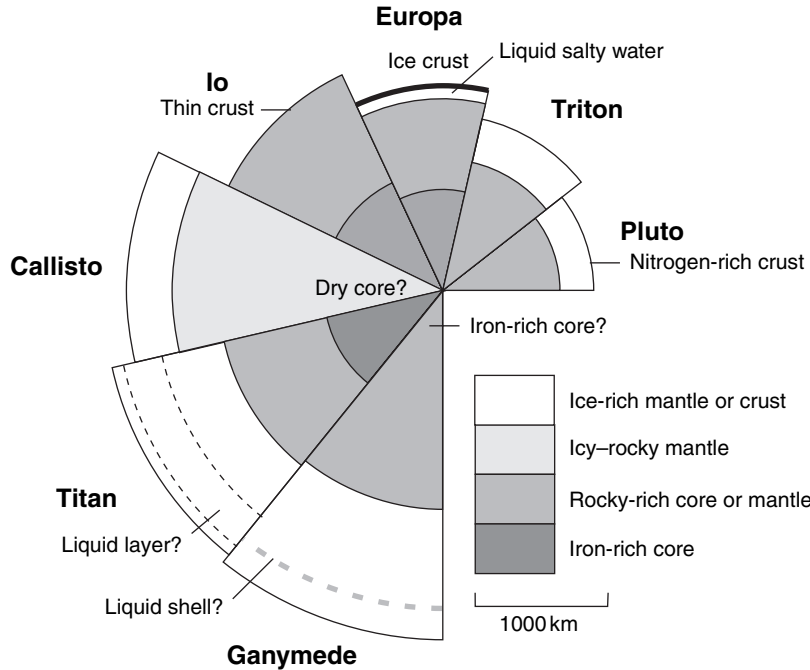 Europa
Ice crust
Liquid salty water
Io
Thin crust
Triton
Pluto
Nitrogen-rich crust
Callisto
Dry core?
Iron-rich core?
Ice-rich mantle or crust
Icy–rocky mantle
Rocky-rich core or mantle
Iron-rich core
1000 km
Titan
Liquid layer?
Liquid shell?
Ganymede